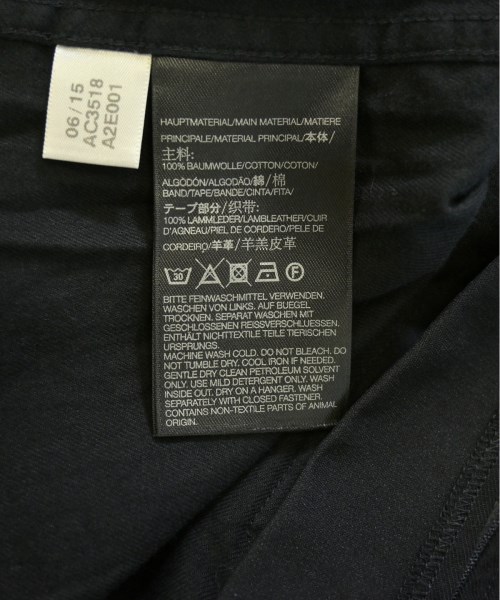 06/15
AC3518
A2E001
HAUPTMATERIAL/MAIN MATERIAL/MATIERE
PRINCIPALE/MATERIAL PRINCIPAL/本体/
主料:
100% BAUMWOLLE/COTTON/COTON/
ALGODÓN/ALGODÃO/綿/棉
BAND/TAPE/BANDE/CINTA/FITA/
テープ部分/织带:
100% LAMMLEDER/LAMBLEATHER/CUIR
D'AGNEAU/PIEL DE CORDERO/PELE DE
CORDEIRO/羊革/羊羔皮革
30 F
BITTE FEINWASCHMITTEL VERWENDEN.
WASCHEN VON LINKS. AUF BUEGEL
TROCKNEN. SEPARAT WASCHEN MIT
GESCHLOSSENEN REISSVERSCHLUESSEN.
ENTHÄLT NICHTTEXTILE TEILE TIERISCHEN
URSPRUNGS.
MACHINE WASH COLD. DO NOT BLEACH. DO
NOT TUMBLE DRY. COOL IRON IF NEEDED.
GENTLE DRY CLEAN PETROLEUM SOLVENT
ONLY. USE MILD DETERGENT ONLY. WASH
INSIDE OUT. DRY ON A HANGER. WASH
SEPARATELY WITH CLOSED FASTENER.
CONTAINS NON-TEXTILE PARTS OF ANIMAL
ORIGIN.